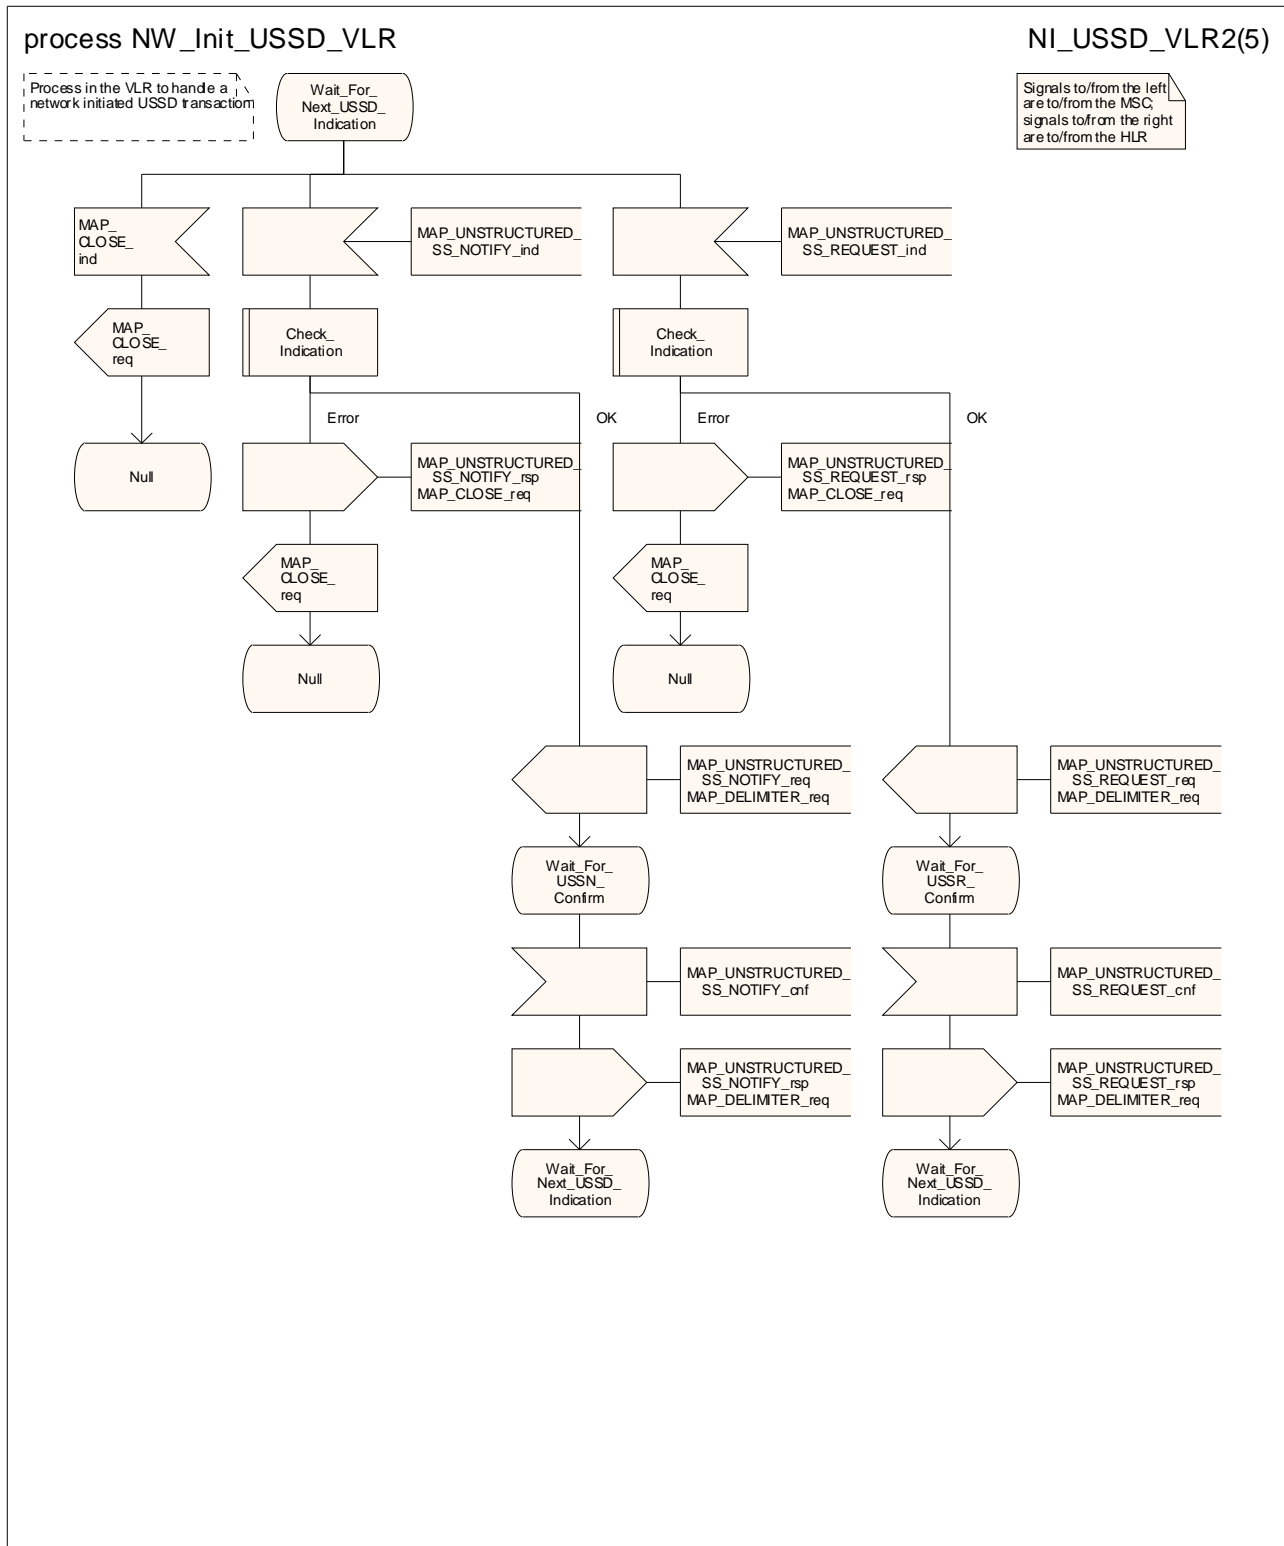 process NW_Init_USSD_VLR
NI_USSD_VLR2(5)
Process in the VLR to handle a
network initiated USSD transaction
Wait_For_
Next_USSD_
Indication
Signals to/from the left
are to/from the MSC;
signals to/from the right
are to/from the HLR
MAP_
CLOSE_
ind
MAP_UNSTRUCTURED_
SS_NOTIFY_ind
MAP_UNSTRUCTURED_
SS_REQUEST_ind
MAP_
CLOSE_
req
Check_
Indication
Check_
Indication
Error
OK
Error
OK
Null
MAP_UNSTRUCTURED_
SS_NOTIFY_rsp
MAP_CLOSE_req
MAP_UNSTRUCTURED_
SS_REQUEST_rsp
MAP_CLOSE_req
MAP_
CLOSE_
req
MAP_
CLOSE_
req
Null
Null
MAP_UNSTRUCTURED_
SS_NOTIFY_req
MAP_DELIMITER_req
MAP_UNSTRUCTURED_
SS_REQUEST_req
MAP_DELIMITER_req
Wait_For_
USSN_
Confirm
Wait_For_
USSR_
Confirm
MAP_UNSTRUCTURED_
SS_NOTIFY_cnf
MAP_UNSTRUCTURED_
SS_REQUEST_cnf
MAP_UNSTRUCTURED_
SS_NOTIFY_rsp
MAP_DELIMITER_req
MAP_UNSTRUCTURED_
SS_REQUEST_rsp
MAP_DELIMITER_req
Wait_For_
Next_USSD_
Indication
Wait_For_
Next_USSD_
Indication